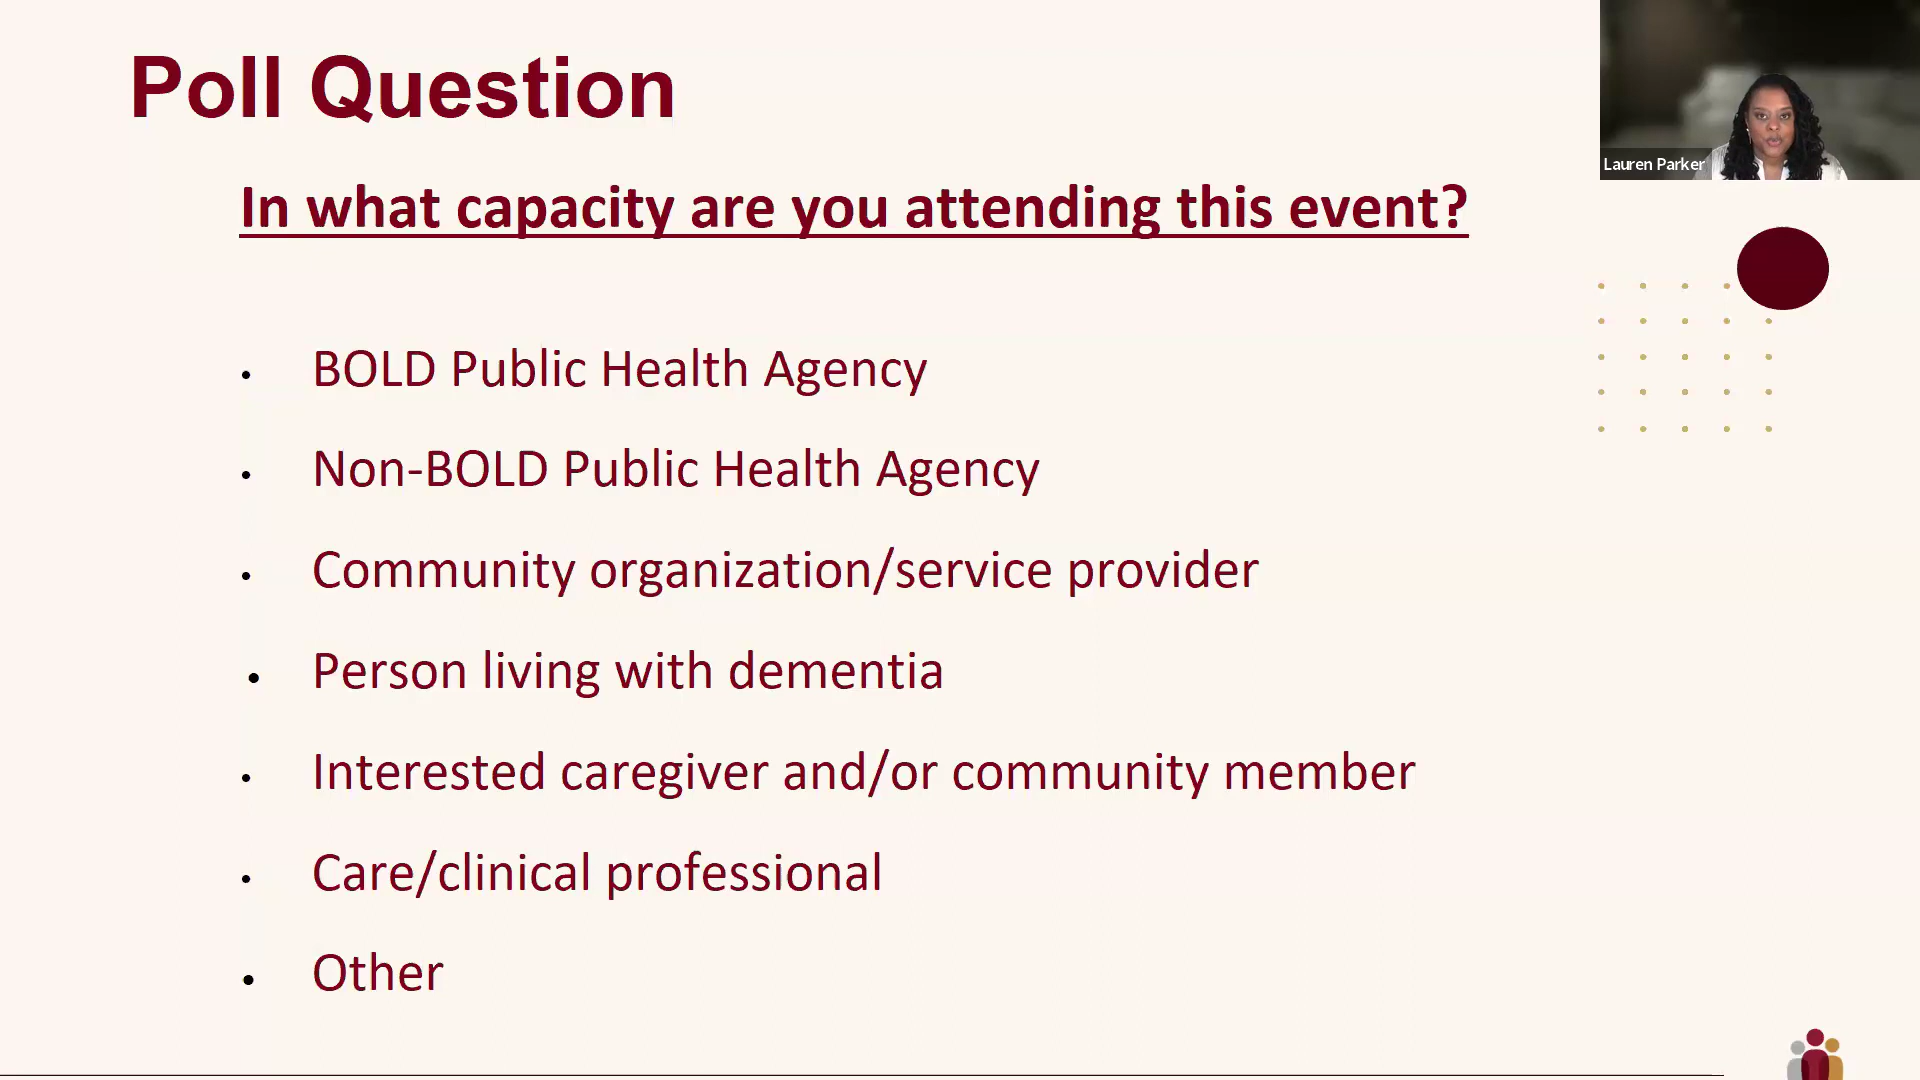 Poll Question
Lauren Parker
In what capacity are you attending this event?
• BOLD Public Health Agency
• Non-BOLD Public Health Agency
• Community organization/service provider
• Person living with dementia
• Interested caregiver and/or community member
• Care/clinical professional
• Other